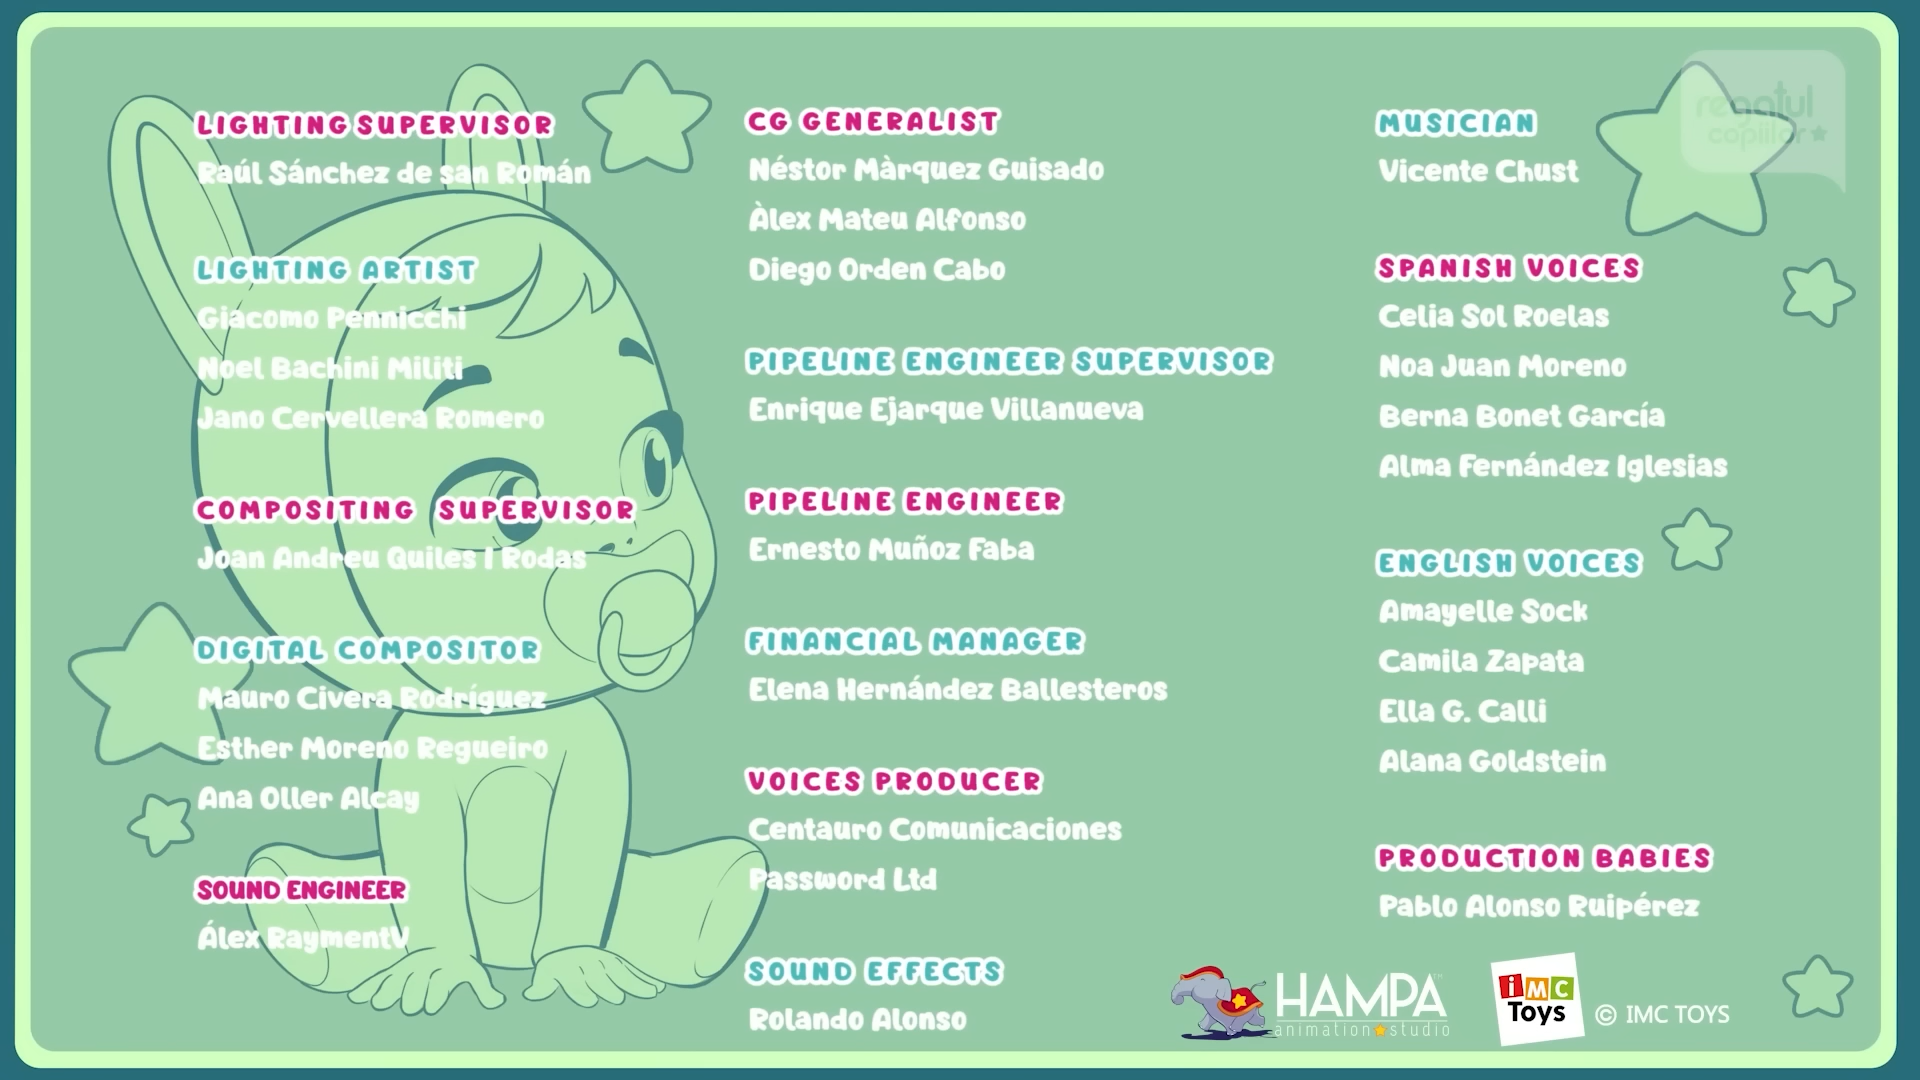 LIGHTING SUPERVISOR
Raúl Sánchez de san Román
LIGHTING ARTIST
Giacomo Pennicchi
Noel Bachini Militi
Jano Cervellera Romero
COMPOSITING SUPERVISOR
Joan Andreu Quiles I Rodas
DIGITAL COMPOSITOR
Mauro Civera Rodríguez
Esther Moreno Regueiro
Ana Oller Alcay
SOUND ENGINEER
Álex RaymentV
CG GENERALIST
Néstor Màrquez Guisado
Àlex Mateu Alfonso
Diego Orden Cabo
PIPELINE ENGINEER SUPERVISOR
Enrique Ejarque Villanueva
PIPELINE ENGINEER
Ernesto Muñoz Faba
FINANCIAL MANAGER
Elena Hernández Ballesteros
VOICES PRODUCER
Centauro Comunicaciones
Password Ltd
SOUND EFFECTS
Rolando Alonso
MUSICIAN
Vicente Chust
SPANISH VOICES
Celia Sol Roelas
Noa Juan Moreno
Berna Bonet García
Alma Fernández Iglesias
ENGLISH VOICES
Amayelle Sock
Camila Zapata
Ella G. Calli
Alana Goldstein
PRODUCTION BABIES
Pablo Alonso Ruipérez
HAMPA™
animation studio
iMC
Toys
© IMC TOYS
regatul
copiilor